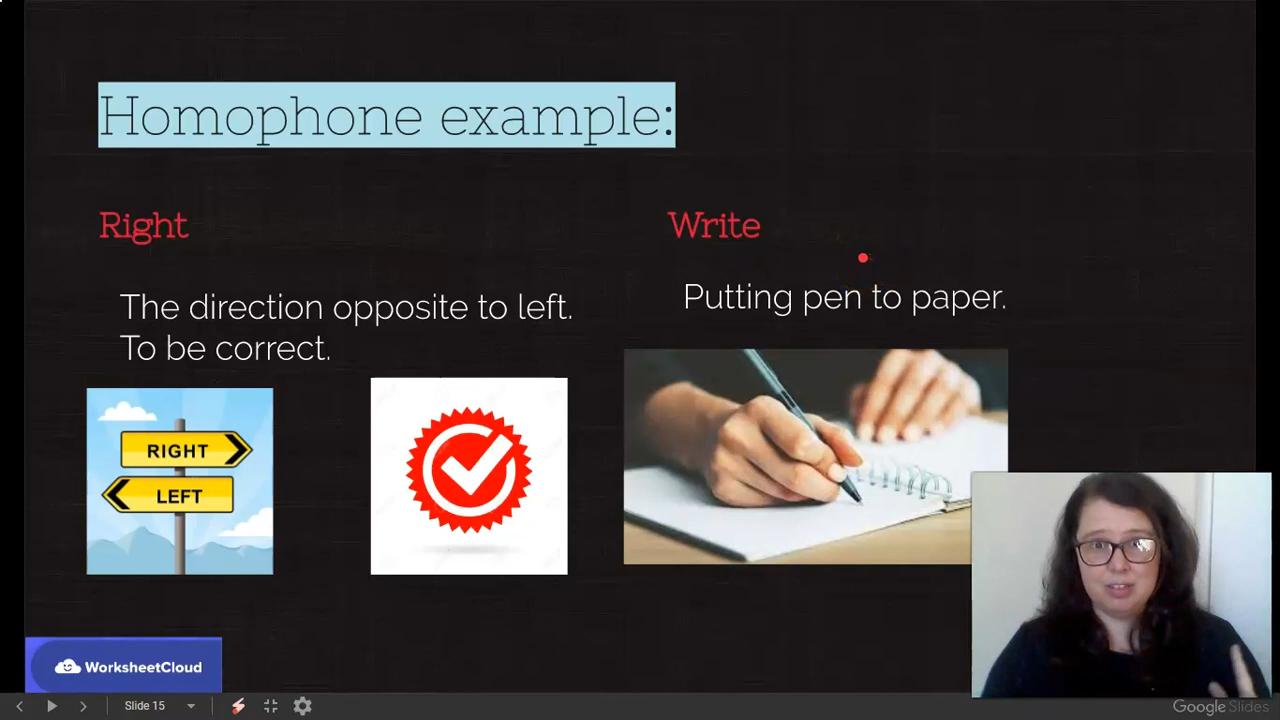 Homophone example:
Right
The direction opposite to left.
To be correct.
RIGHT
LEFT
Write
Putting pen to paper.
WorksheetCloud
Slide 15
Google Slides